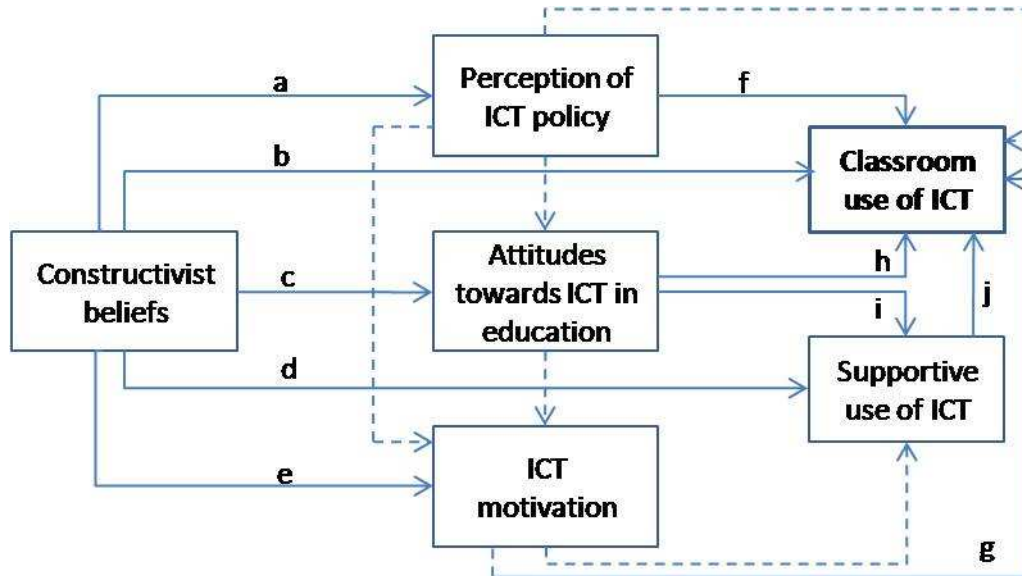 Perception of
ICT policy
a
f
b
Classroom
use of ICT
Constructivist
beliefs
c
Attitudes
towards ICT in
education
h
i
j
d
Supportive
use of ICT
e
ICT
motivation
g